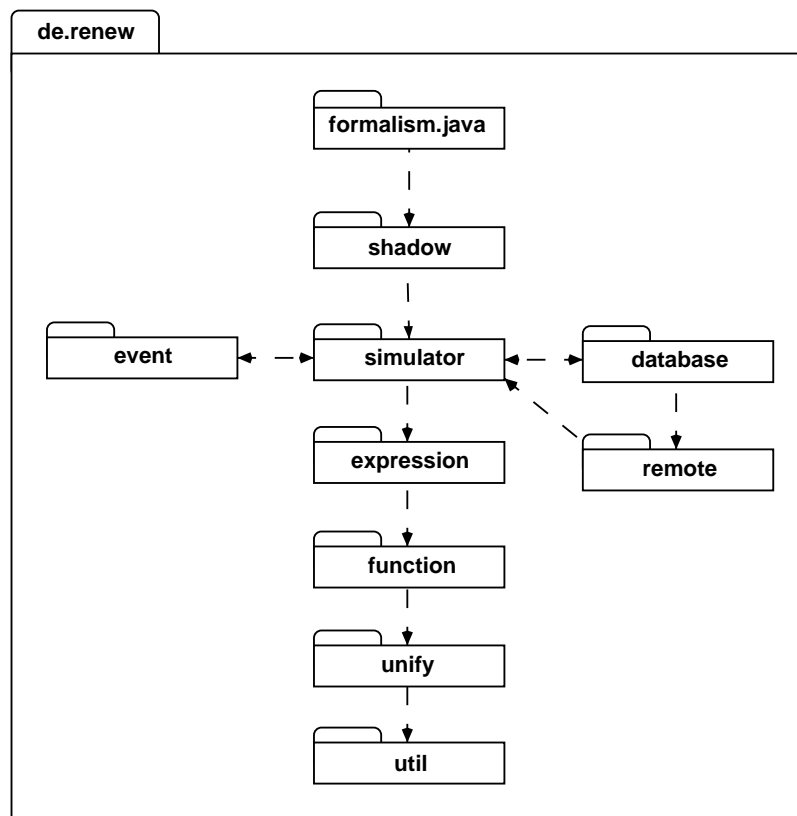 de.renew
formalism.java
shadow
event
simulator
database
expression
remote
function
unify
util